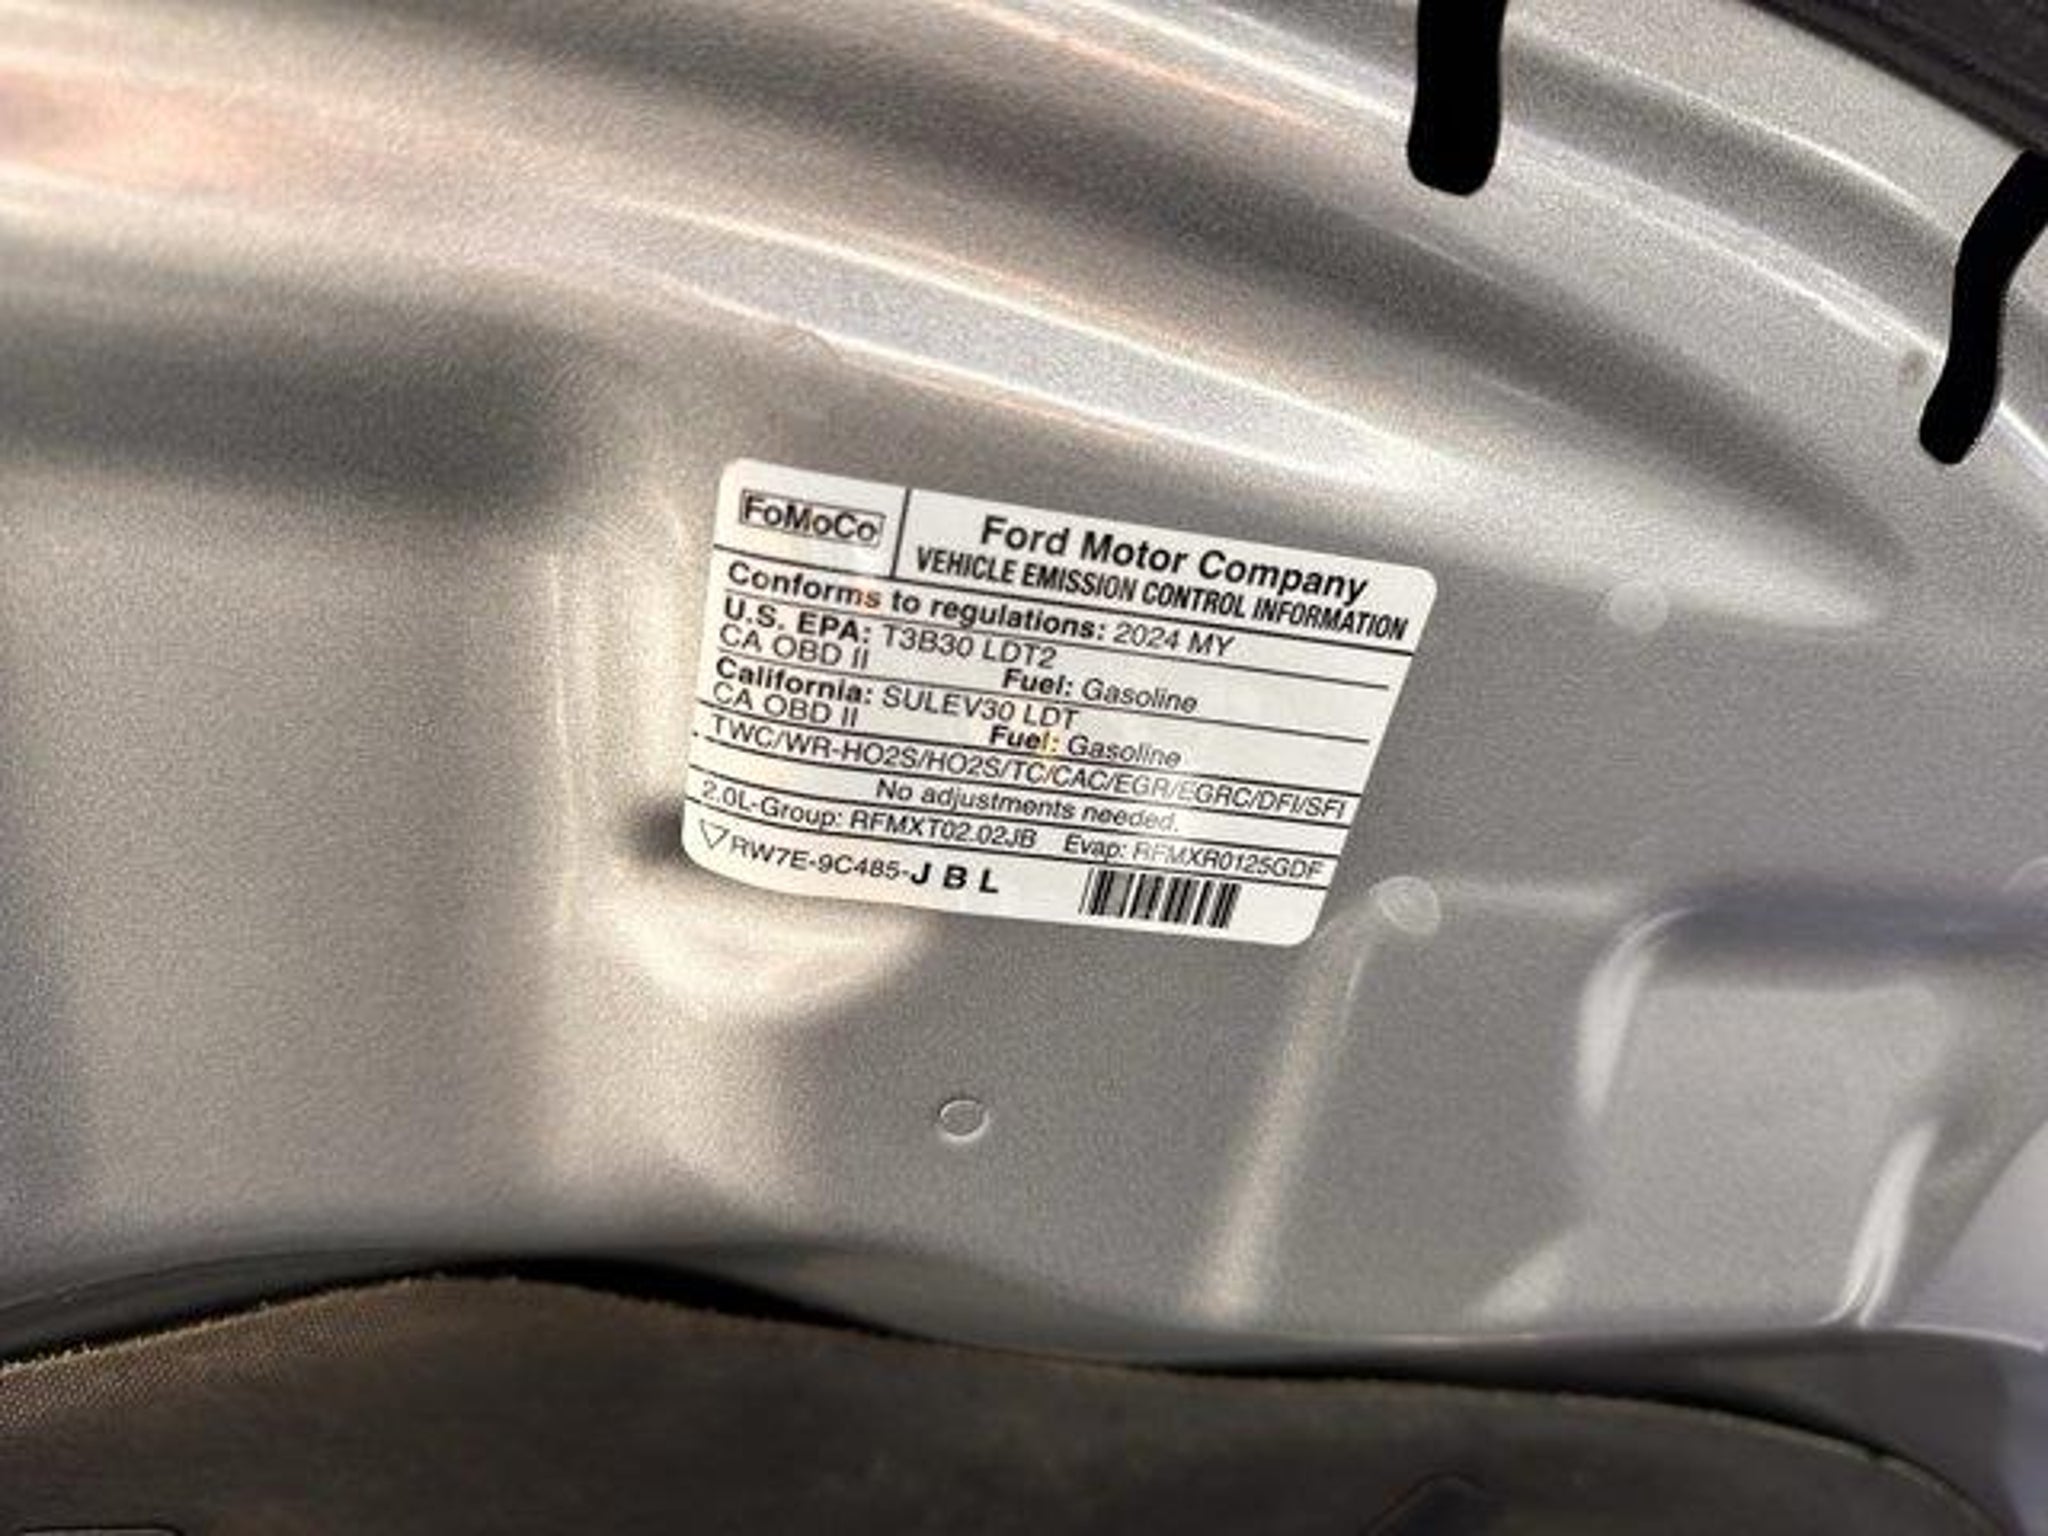 FoMoCo
Ford Motor Company
VEHICLE EMISSION CONTROL INFORMATION
Conforms to regulations: 2024 MY
U.S. EPA: T3B30 LDT2
CA OBD II Fuel: Gasoline
California: SULEV30 LDT
CA OBD II Fuel: Gasoline
TWC/WR-HO2S/HO2S/TC/CAC/EGR/EGRC/DFI/SFI
No adjustments needed.
2.0L-Group: RFMXT02.02JB Evap: RFMXR0125GDF
RW7E-9C485-J B L